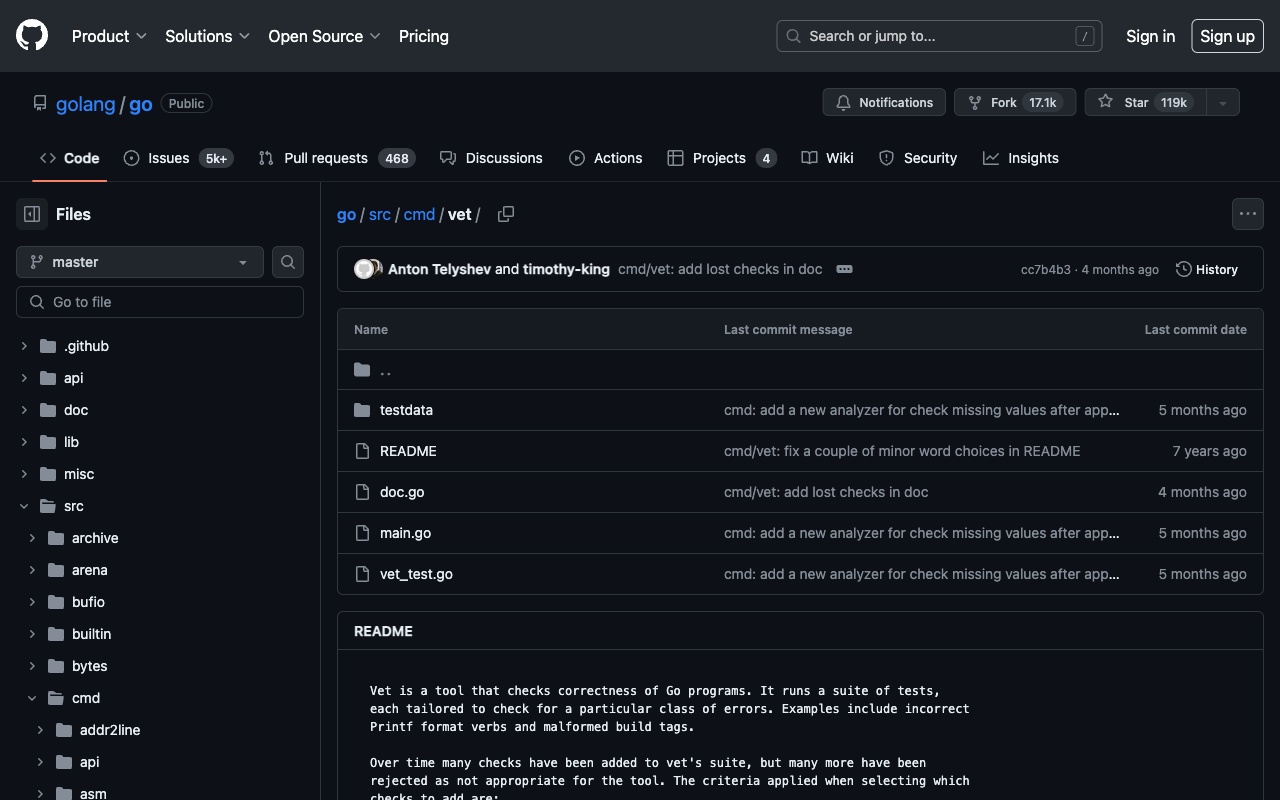 Product Solutions Open Source Pricing Search or jump to... / Sign in Sign up
golang / go Public Notifications Fork 17.1k Star 119k
Code Issues 5k+ Pull requests 468 Discussions Actions Projects 4 Wiki Security Insights
Files
master
Go to file
.github
api
doc
lib
misc
src
archive
arena
bufio
builtin
bytes
cmd
addr2line
api
asm
go / src / cmd / vet /
Anton Telyshev and timothy-king cmd/vet: add lost checks in doc cc7b4b3 · 4 months ago History
Name Last commit message Last commit date
..
testdata cmd: add a new analyzer for check missing values after app... 5 months ago
README cmd/vet: fix a couple of minor word choices in README 7 years ago
doc.go cmd/vet: add lost checks in doc 4 months ago
main.go cmd: add a new analyzer for check missing values after app... 5 months ago
vet_test.go cmd: add a new analyzer for check missing values after app... 5 months ago
README
Vet is a tool that checks correctness of Go programs. It runs a suite of tests,
each tailored to check for a particular class of errors. Examples include incorrect
Printf format verbs and malformed build tags.
Over time many checks have been added to vet's suite, but many more have been
rejected as not appropriate for the tool. The criteria applied when selecting which
checks to add are: